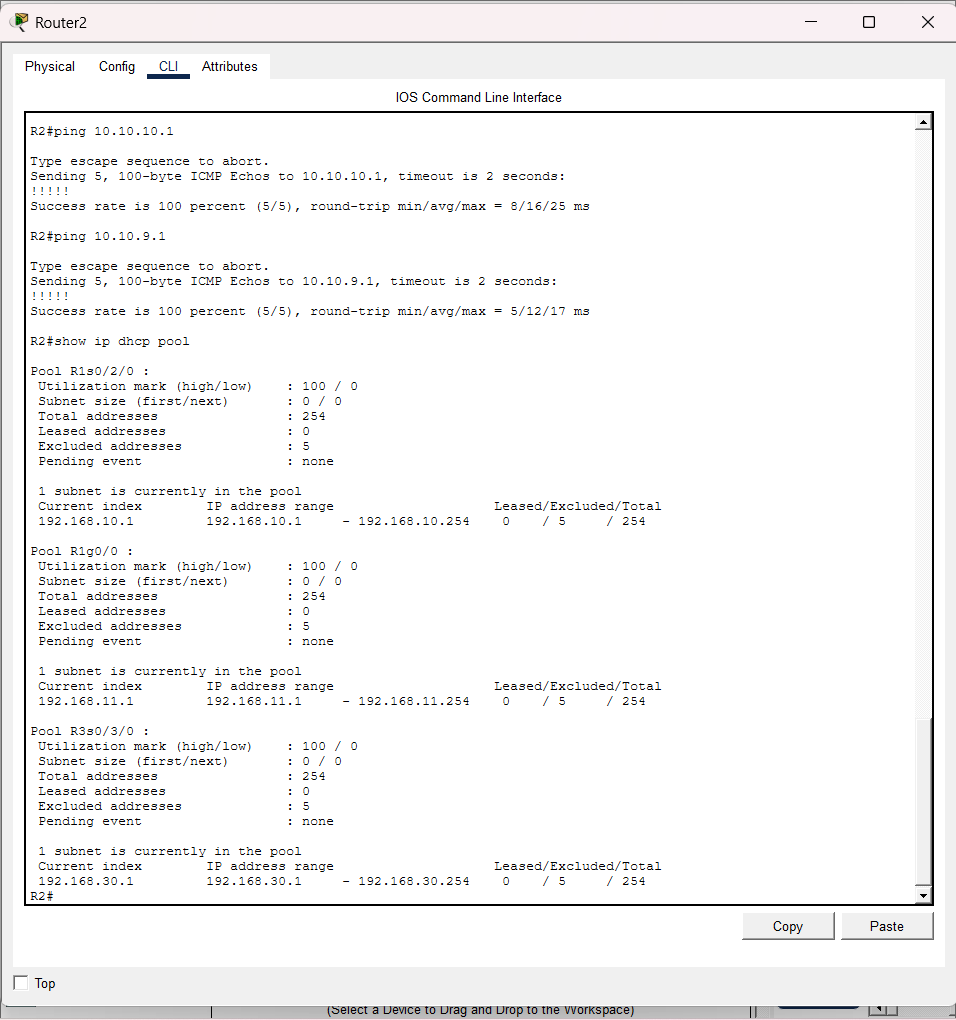 Router2
Physical Config CLI Attributes
IOS Command Line Interface
R2#ping 10.10.10.1
Type escape sequence to abort.
Sending 5, 100-byte ICMP Echos to 10.10.10.1, timeout is 2 seconds:
!!!!!
Success rate is 100 percent (5/5), round-trip min/avg/max = 8/16/25 ms
R2#ping 10.10.9.1
Type escape sequence to abort.
Sending 5, 100-byte ICMP Echos to 10.10.9.1, timeout is 2 seconds:
!!!!!
Success rate is 100 percent (5/5), round-trip min/avg/max = 5/12/17 ms
R2#show ip dhcp pool
Pool R1s0/2/0 :
Utilization mark (high/low) : 100 / 0
Subnet size (first/next) : 0 / 0
Total addresses : 254
Leased addresses : 0
Excluded addresses : 5
Pending event : none
1 subnet is currently in the pool
Current index IP address range Leased/Excluded/Total
192.168.10.1 192.168.10.1 - 192.168.10.254 0 / 5 / 254
Pool R1g0/0 :
Utilization mark (high/low) : 100 / 0
Subnet size (first/next) : 0 / 0
Total addresses : 254
Leased addresses : 0
Excluded addresses : 5
Pending event : none
1 subnet is currently in the pool
Current index IP address range Leased/Excluded/Total
192.168.11.1 192.168.11.1 - 192.168.11.254 0 / 5 / 254
Pool R3s0/3/0 :
Utilization mark (high/low) : 100 / 0
Subnet size (first/next) : 0 / 0
Total addresses : 254
Leased addresses : 0
Excluded addresses : 5
Pending event : none
1 subnet is currently in the pool
Current index IP address range Leased/Excluded/Total
192.168.30.1 192.168.30.1 - 192.168.30.254 0 / 5 / 254
R2#
Copy Paste
Top
(Select a Device to Drag and Drop to the Workspace)